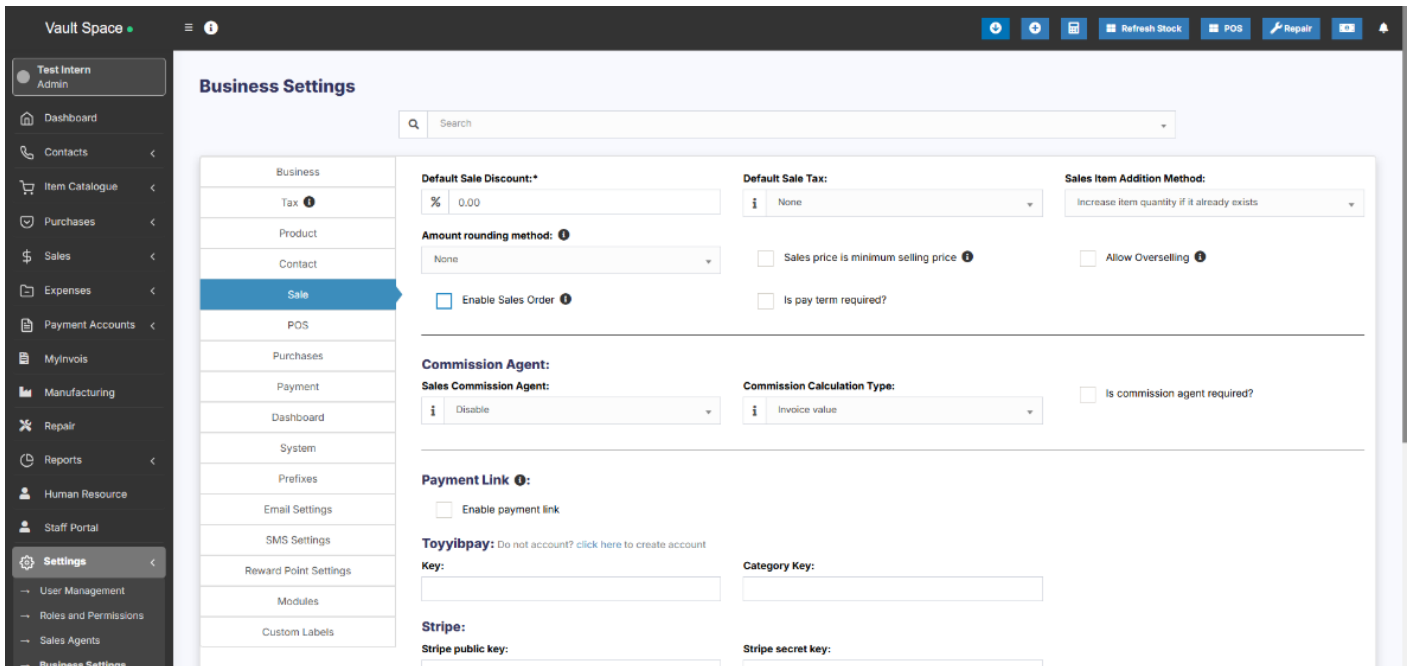 Vault Space
Refresh Stock
POS
Repair
Test Intern
Admin
Dashboard
Contacts
Item Catalogue
Purchases
Sales
Expenses
Payment Accounts
MyInvois
Manufacturing
Repair
Reports
Human Resource
Staff Portal
Settings
User Management
Roles and Permissions
Sales Agents
Business Settings
Business Settings
Search
Business
Tax
Product
Contact
Sale
POS
Purchases
Payment
Dashboard
System
Prefixes
Email Settings
SMS Settings
Reward Point Settings
Modules
Custom Labels
Default Sale Discount:*
% 0.00
Default Sale Tax:
None
Sales Item Addition Method:
Increase item quantity if it already exists
Amount rounding method:
None
Sales price is minimum selling price
Allow Overselling
Enable Sales Order
Is pay term required?
Commission Agent:
Sales Commission Agent:
Disable
Commission Calculation Type:
Invoice value
Is commission agent required?
Payment Link :
Enable payment link
Toyyibpay: Do not account? click here to create account
Key:
Category Key:
Stripe:
Stripe public key:
Stripe secret key: